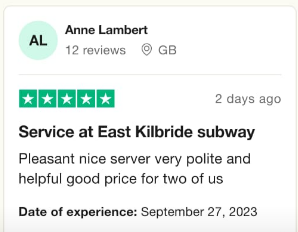 AL
Anne Lambert
12 reviews GB
2 days ago
Service at East Kilbride subway
Pleasant nice server very polite and
helpful good price for two of us
Date of experience: September 27, 2023